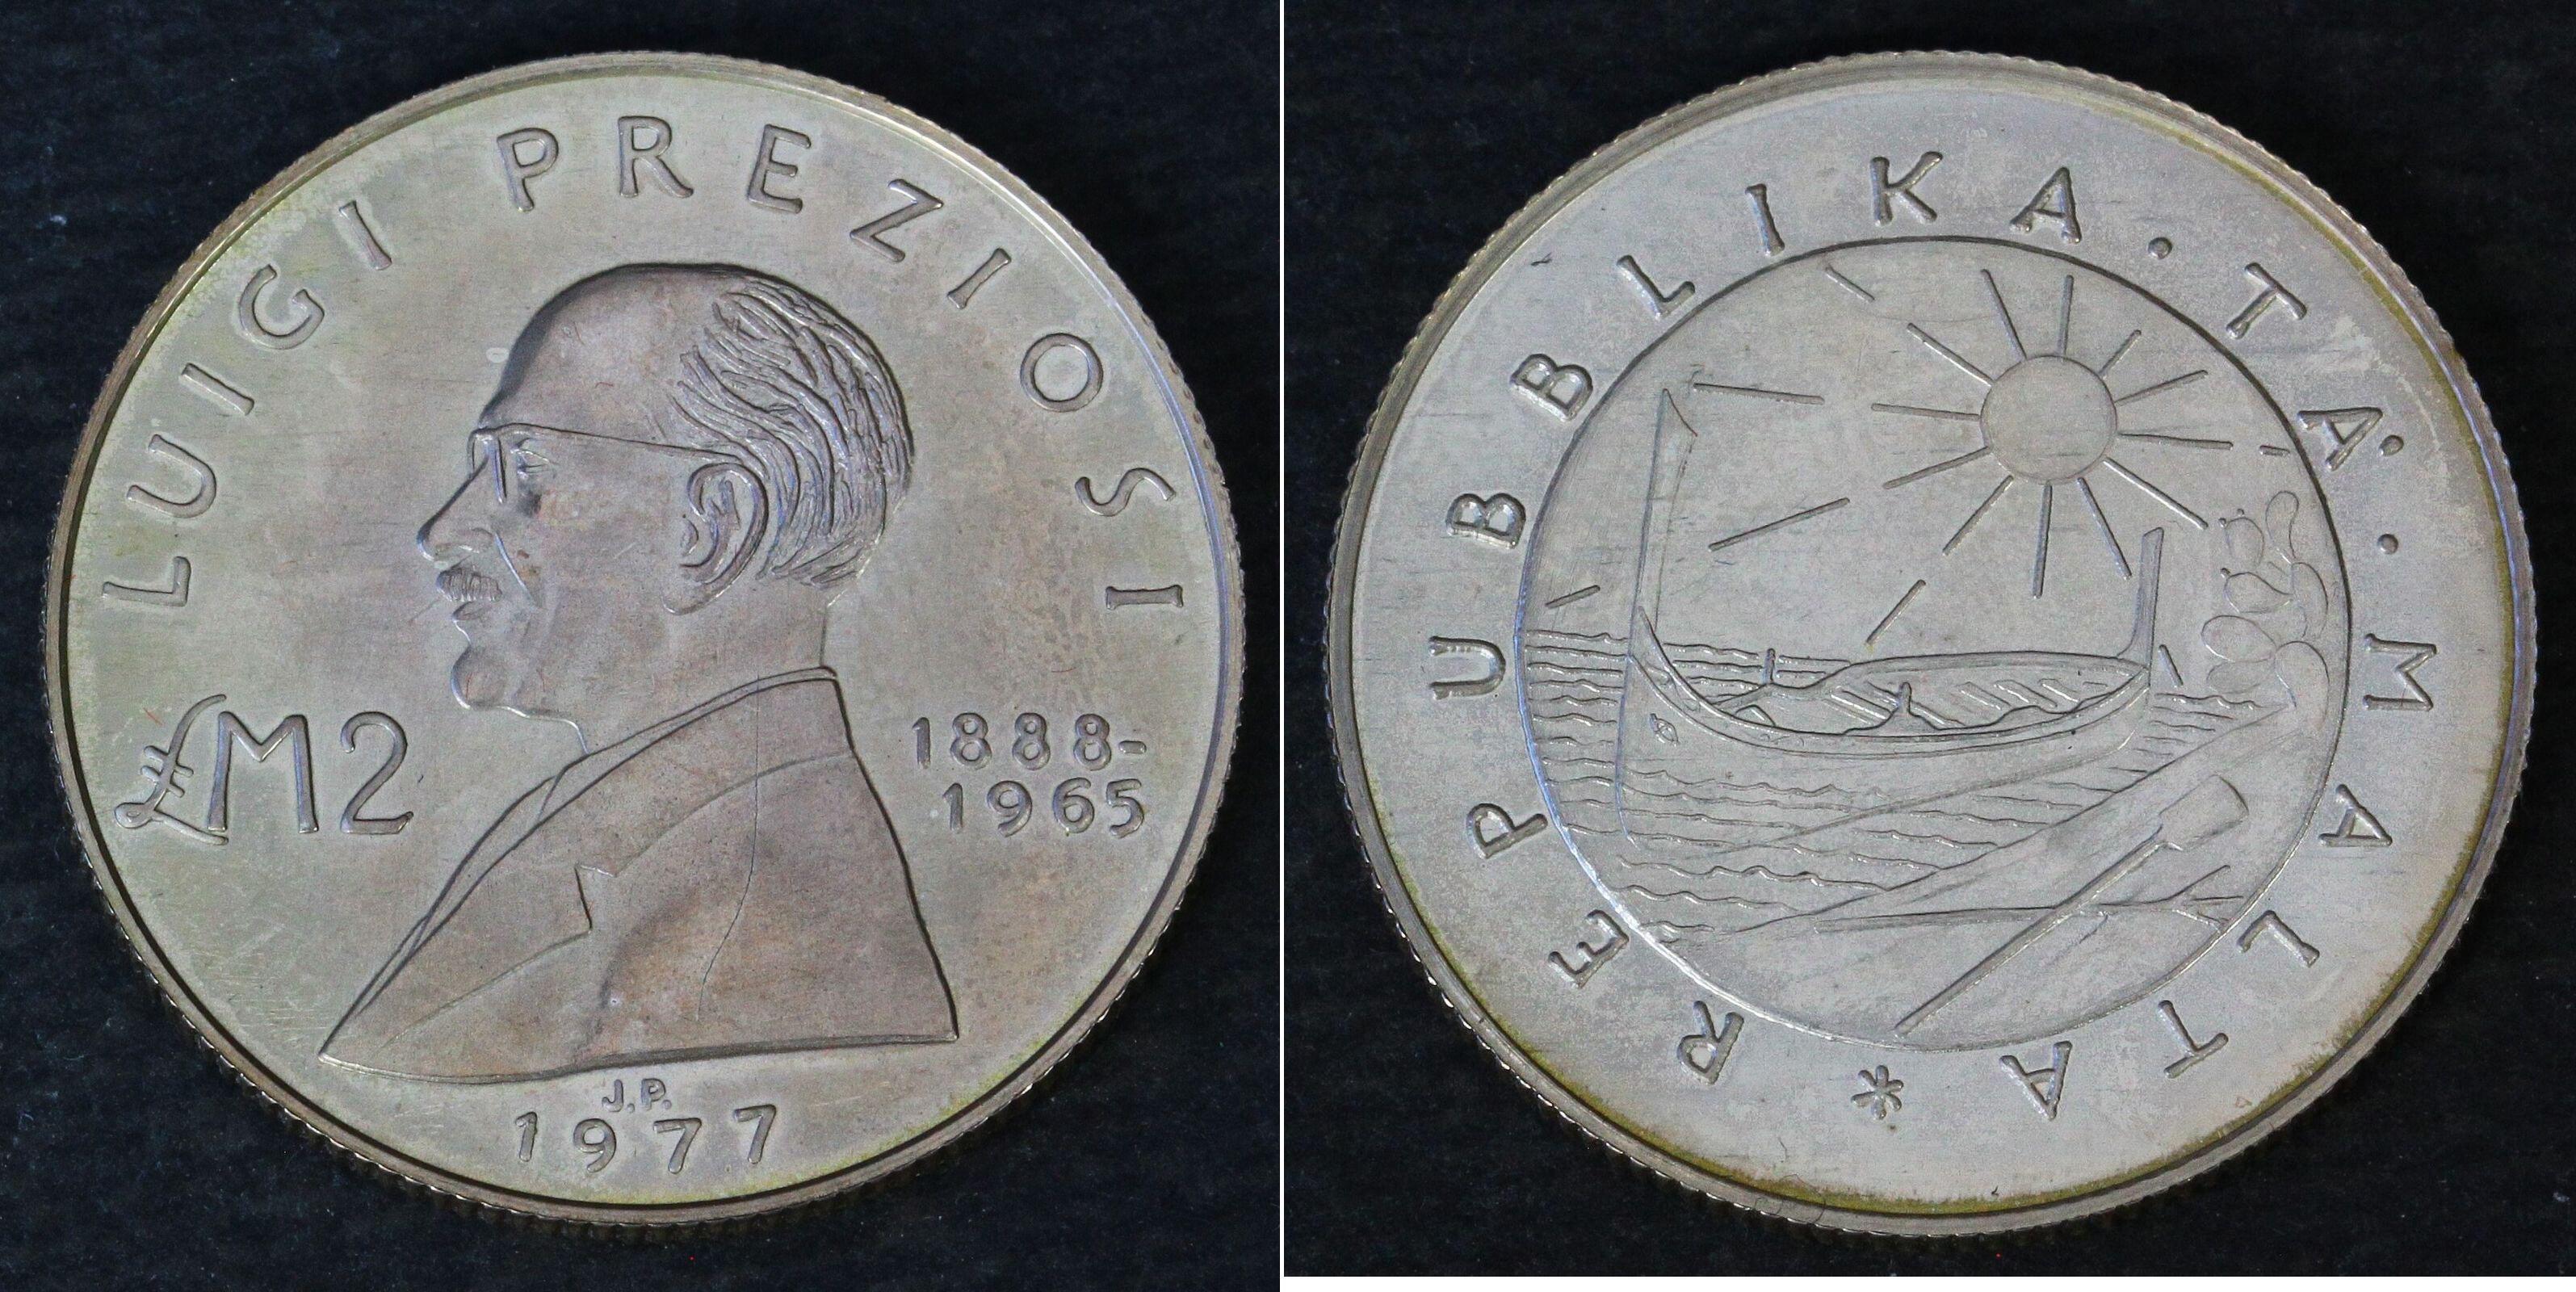 LUIGI PREZIOSI
£M2
1888-
1965
J.P.
1977
REPUBBLIKA · TA' · MALTA *